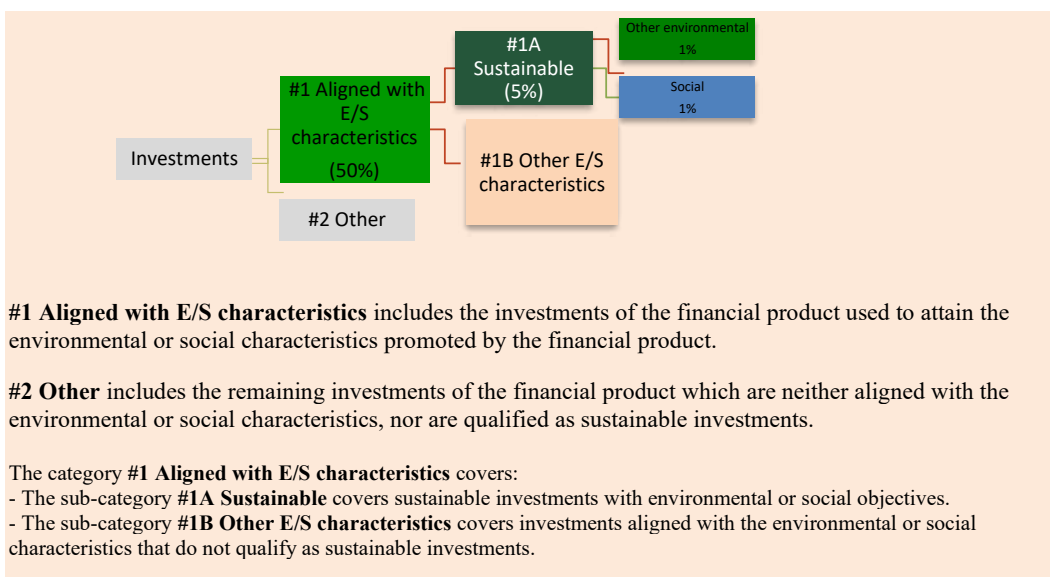 Other environmental
1%
#1A
Sustainable
(5%)
Social
1%
#1 Aligned with
E/S
characteristics
(50%)
Investments
#1B Other E/S
characteristics
#2 Other
#1 Aligned with E/S characteristics includes the investments of the financial product used to attain the
environmental or social characteristics promoted by the financial product.
#2 Other includes the remaining investments of the financial product which are neither aligned with the
environmental or social characteristics, nor are qualified as sustainable investments.
The category #1 Aligned with E/S characteristics covers:
- The sub-category #1A Sustainable covers sustainable investments with environmental or social objectives.
- The sub-category #1B Other E/S characteristics covers investments aligned with the environmental or social
characteristics that do not qualify as sustainable investments.